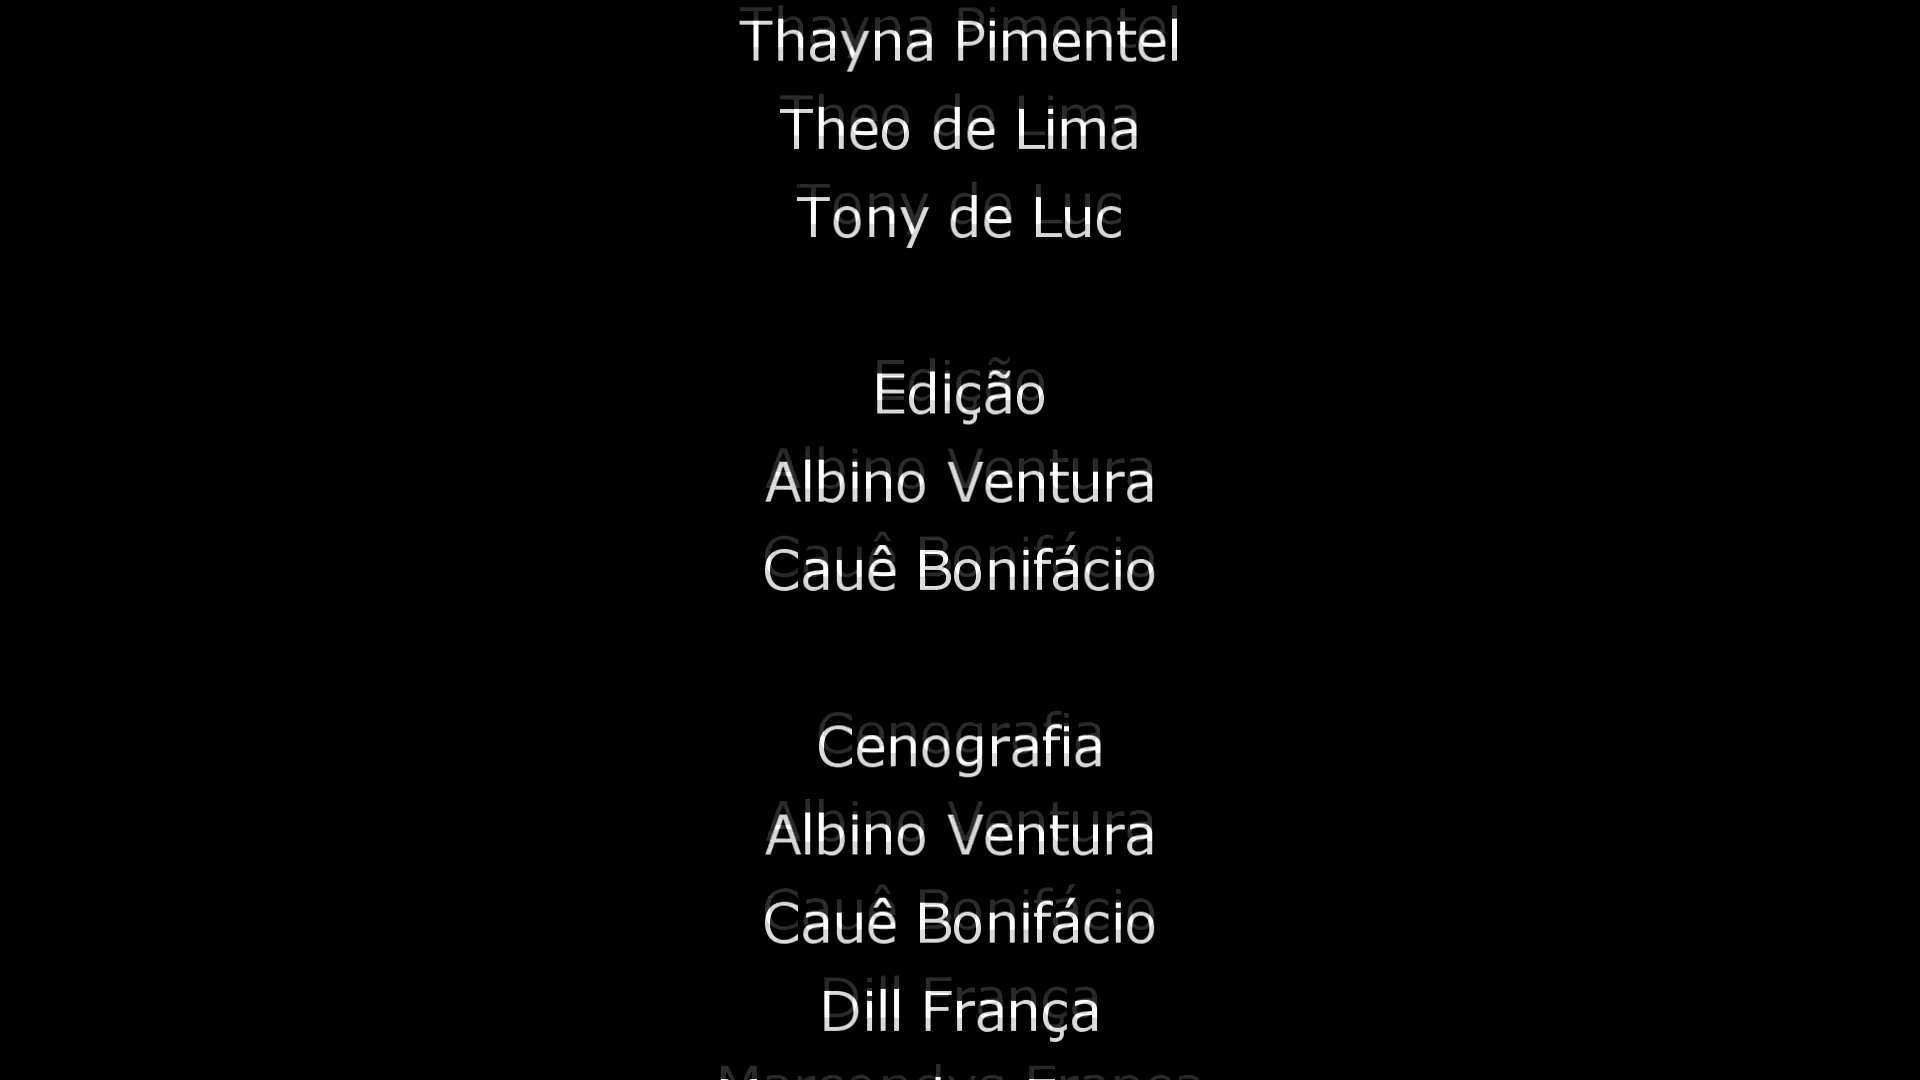 Thayna Pimentel
Theo de Lima
Tony de Luc
Edição
Albino Ventura
Cauê Bonifácio
Cenografia
Albino Ventura
Cauê Bonifácio
Dill França